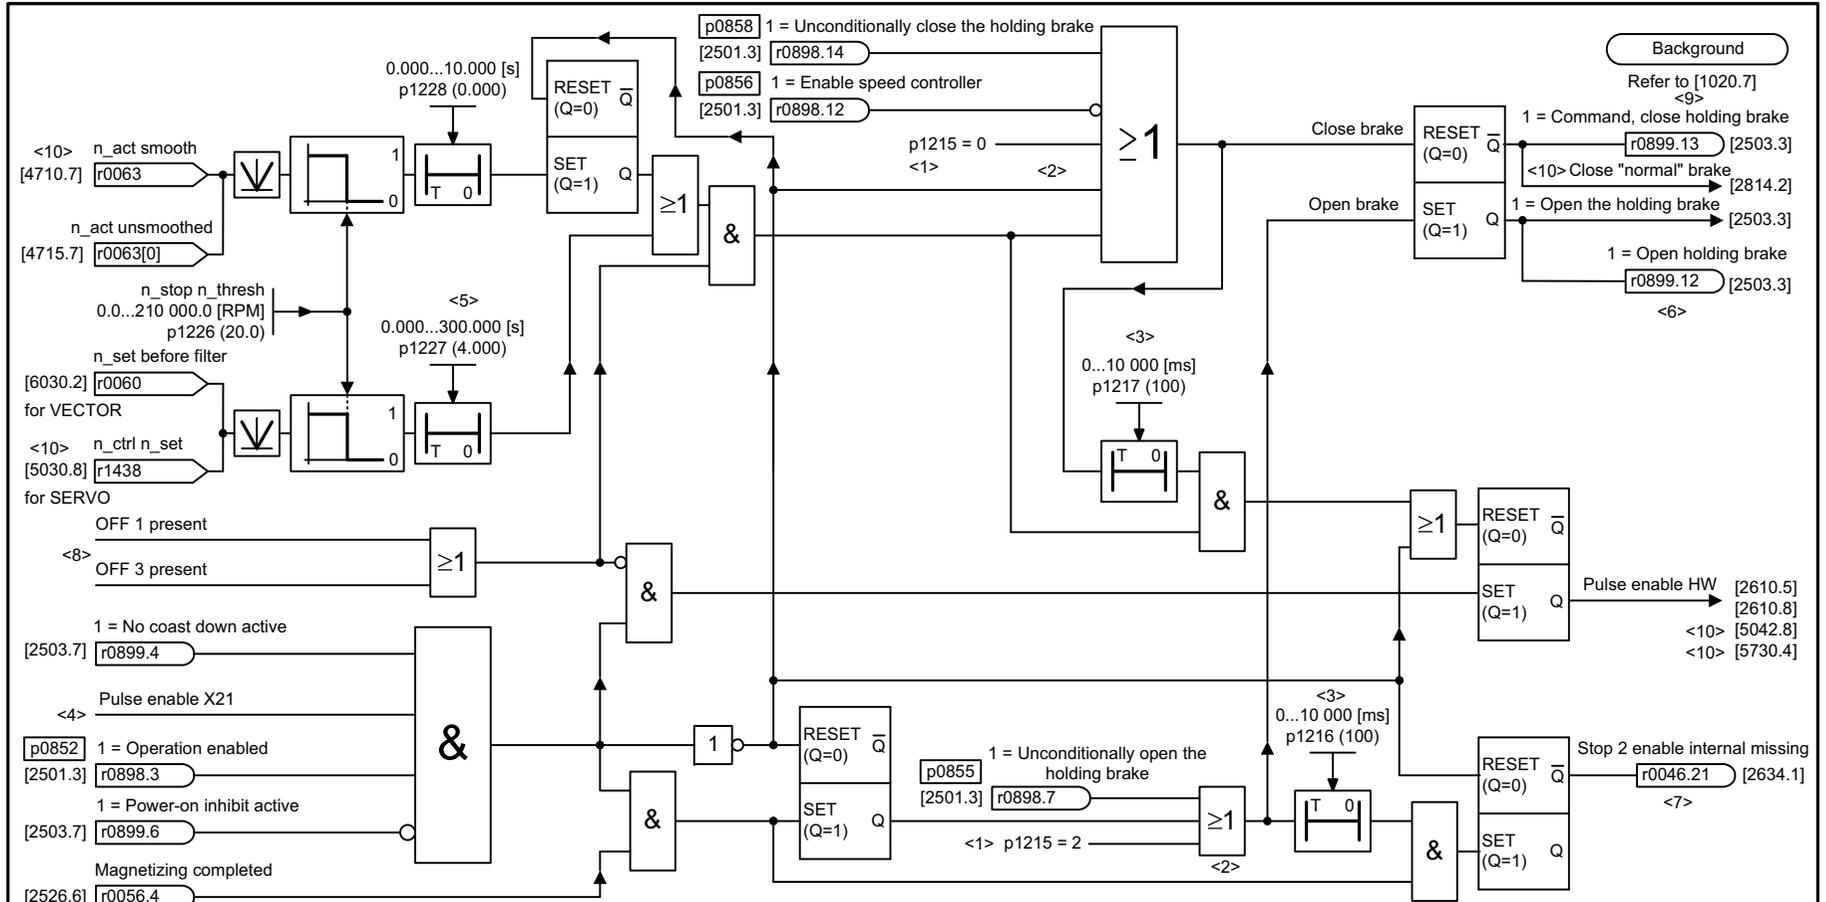 p0858 1 = Unconditionally close the holding brake
[2501.3] r0898.14
p0856 1 = Enable speed controller
[2501.3] r0898.12
p1215 = 0
<1>
<2>
≥1
Background
Refer to [1020.7]
<9>
1 = Command, close holding brake
r0899.13 [2503.3]
<10> Close "normal" brake
[2814.2]
1 = Open the holding brake
[2503.3]
1 = Open holding brake
r0899.12 [2503.3]
<6>
Close brake
Open brake
RESET Q
(Q=0)
SET Q
(Q=1)
0.000...10.000 [s]
p1228 (0.000)
<10> n_act smooth
[4710.7] r0063
n_act unsmoothed
[4715.7] r0063[0]
1
0
T 0
RESET Q
(Q=0)
SET Q
(Q=1)
≥1
&
n_stop n_thresh
0.0...210 000.0 [RPM]
p1226 (20.0)
<5>
0.000...300.000 [s]
p1227 (4.000)
n_set before filter
[6030.2] r0060
for VECTOR
<10> n_ctrl n_set
[5030.8] r1438
for SERVO
1
0
T 0
<3>
0...10 000 [ms]
p1217 (100)
T 0
&
≥1
RESET Q
(Q=0)
SET Q
(Q=1)
Pulse enable HW
[2610.5]
[2610.8]
<10> [5042.8]
<10> [5730.4]
OFF 1 present
<8>
OFF 3 present
≥1
&
1 = No coast down active
[2503.7] r0899.4
Pulse enable X21
<4>
p0852 1 = Operation enabled
[2501.3] r0898.3
1 = Power-on inhibit active
[2503.7] r0899.6
Magnetizing completed
[2526.6] r0056.4
&
1
&
RESET Q
(Q=0)
SET Q
(Q=1)
1 = Unconditionally open the
holding brake
p0855
[2501.3] r0898.7
<1> p1215 = 2
≥1
<2>
<3>
0...10 000 [ms]
p1216 (100)
T 0
&
RESET Q
(Q=0)
SET Q
(Q=1)
Stop 2 enable internal missing
r0046.21 [2634.1]
<7>